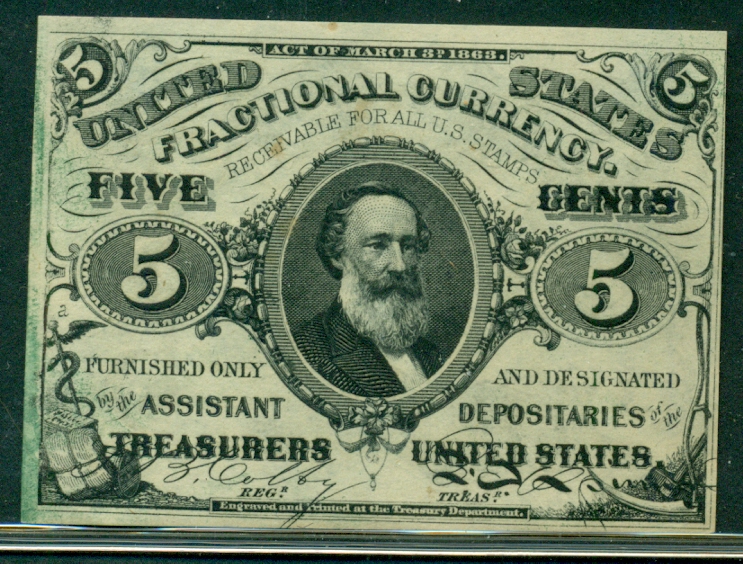 ACT OF MARCH 3D 1863.
5 UNITED STATES 5
FRACTIONAL CURRENCY.
RECEIVABLE FOR ALL U.S. STAMPS
FIVE CENTS
5 5
a
FURNISHED ONLY AND DESIGNATED
by the ASSISTANT DEPOSITARIES of the
TREASURERS UNITED STATES
S. B. Colby
REGR. TREASR.
Engraved and Printed at the Treasury Department.